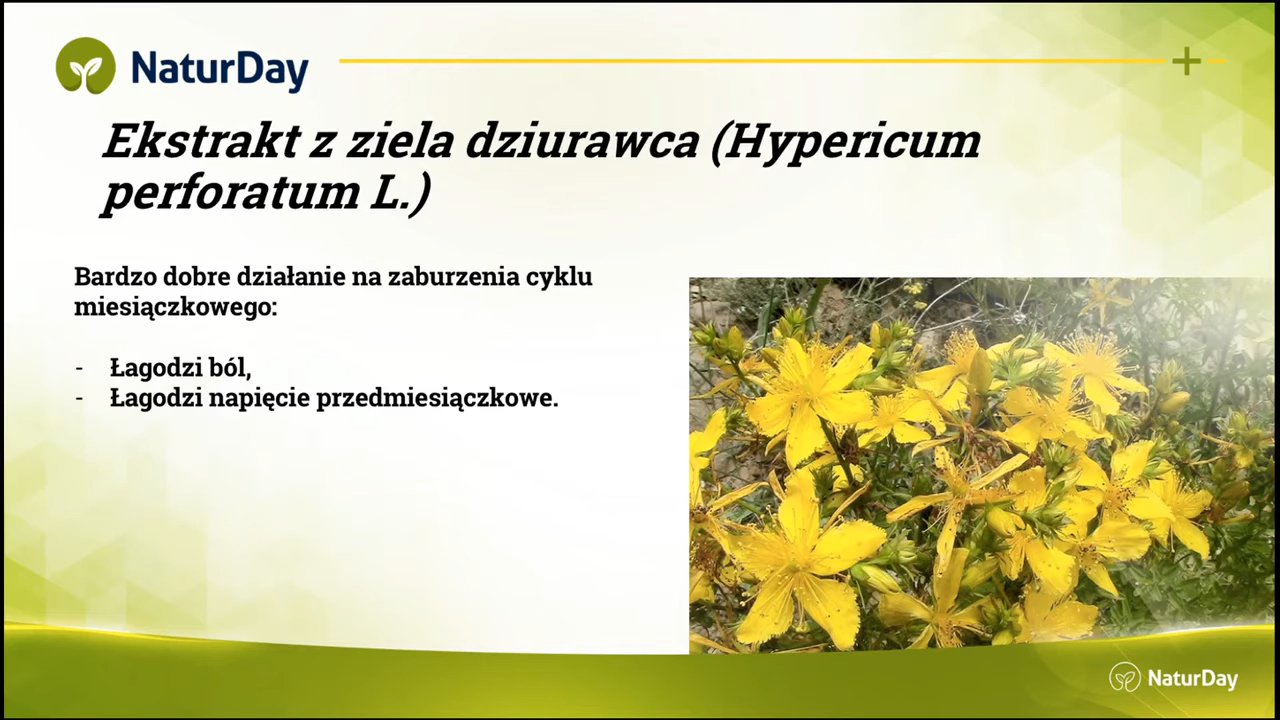 NaturDay
Ekstrakt z ziela dziurawca (Hypericum
perforatum L.)
Bardzo dobre działanie na zaburzenia cyklu
miesiączkowego:
- Łagodzi ból,
- Łagodzi napięcie przedmiesiączkowe.
NaturDay